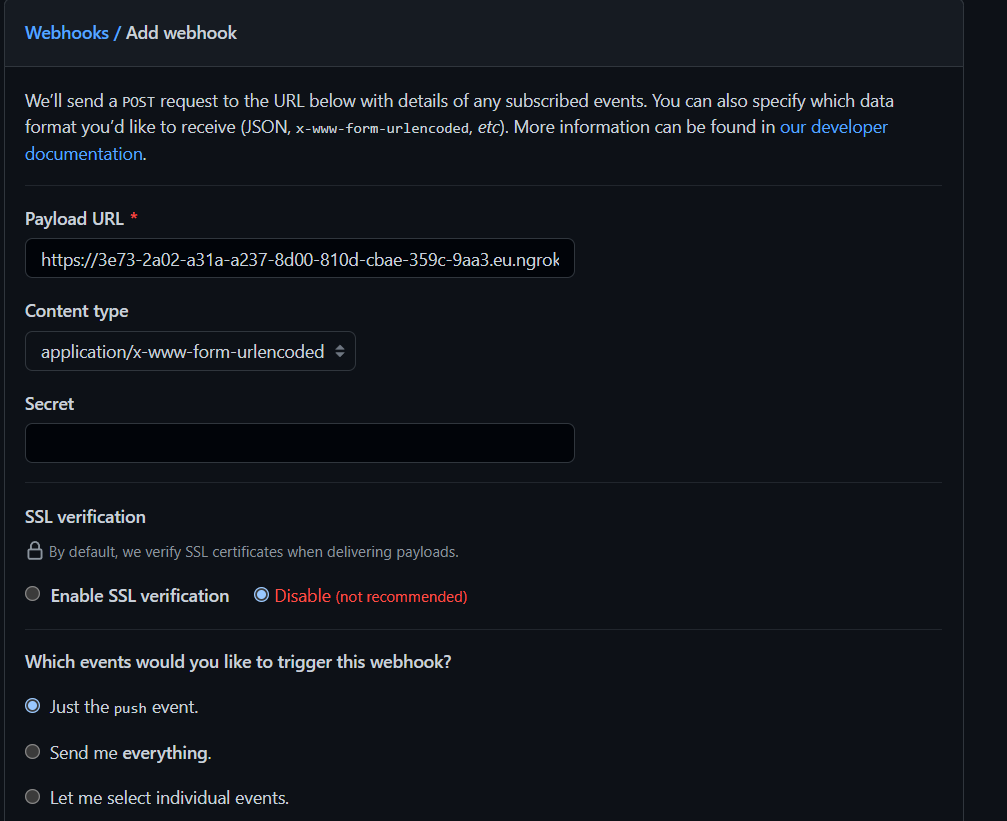 Webhooks / Add webhook
We’ll send a POST request to the URL below with details of any subscribed events. You can also specify which data
format you’d like to receive (JSON, x-www-form-urlencoded, etc). More information can be found in our developer
documentation.
Payload URL *
https://3e73-2a02-a31a-a237-8d00-810d-cbae-359c-9aa3.eu.ngrok
Content type
application/x-www-form-urlencoded
Secret
SSL verification
By default, we verify SSL certificates when delivering payloads.
Enable SSL verification Disable (not recommended)
Which events would you like to trigger this webhook?
Just the push event.
Send me everything.
Let me select individual events.